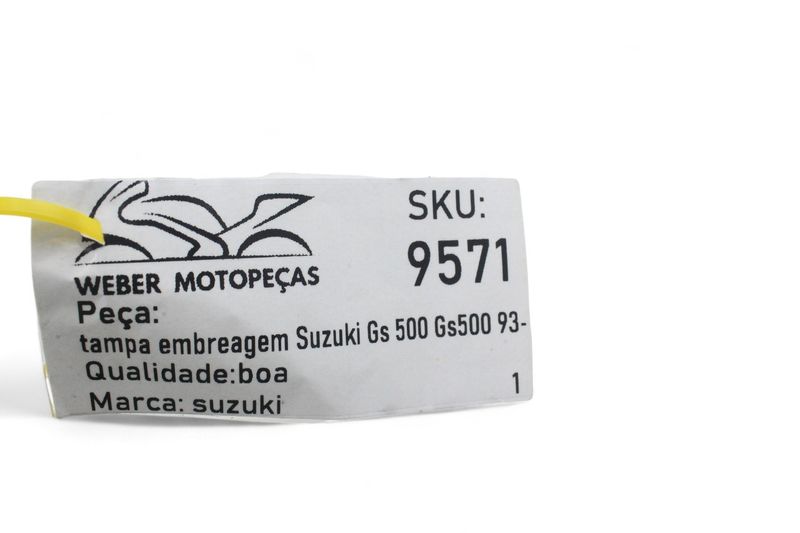 WEBER MOTOPEÇAS
SKU:
9571
Peça:
tampa embreagem Suzuki Gs 500 Gs500 93-
Qualidade:boa
1
Marca: suzuki